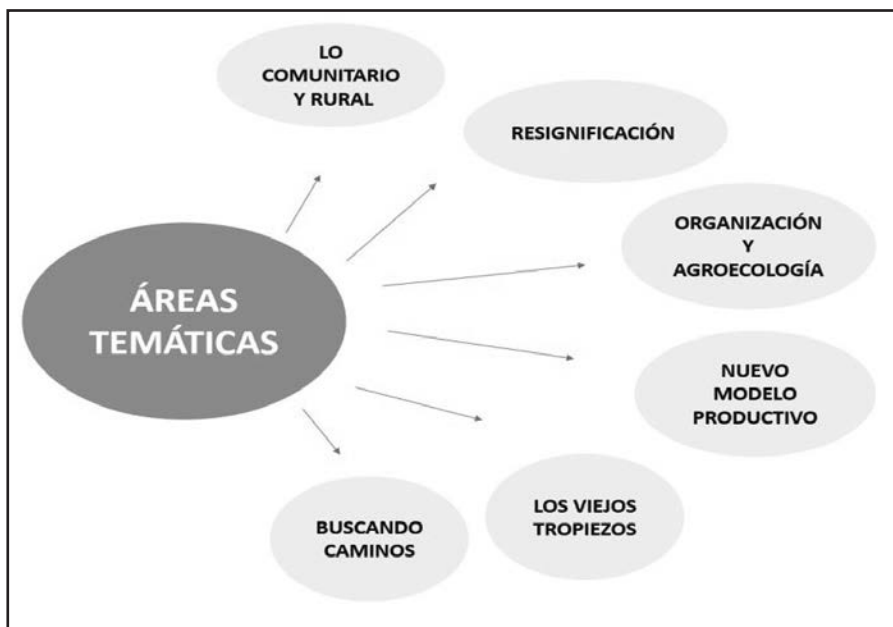 LO
COMUNITARIO
Y RURAL
RESIGNIFICACIÓN
ORGANIZACIÓN
Y
AGROECOLOGÍA
ÁREAS
TEMÁTICAS
NUEVO
MODELO
PRODUCTIVO
LOS VIEJOS
TROPIEZOS
BUSCANDO
CAMINOS